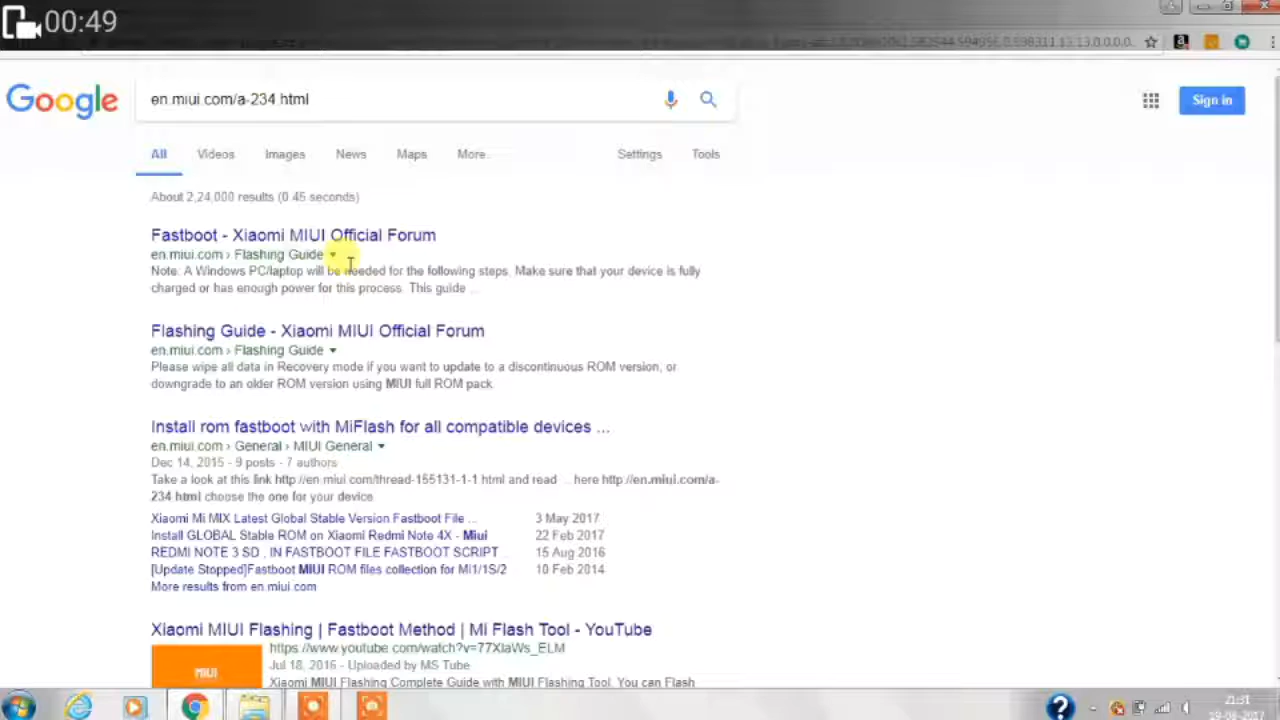 00:49
Google
en.miui.com/a-234 html
Sign in
All
Videos
Images
News
Maps
More
Settings
Tools
About 2,24,000 results (0.45 seconds)
Fastboot - Xiaomi MIUI Official Forum
en.miui.com › Flashing Guide
Note: A Windows PC/laptop will be needed for the following steps. Make sure that your device is fully
charged or has enough power for this process. This guide ...
Flashing Guide - Xiaomi MIUI Official Forum
en.miui.com › Flashing Guide
Please wipe all data in Recovery mode if you want to update to a discontinuous ROM version, or
downgrade to an older ROM version using MIUI full ROM pack.
Install rom fastboot with MiFlash for all compatible devices ...
en.miui.com › General › MIUI General
Dec 14, 2015 - 9 posts - 7 authors
Take a look at this link http://en.miui.com/thread-155131-1-1 html and read ... here http://en.miui.com/a-
234 html choose the one for your device
Xiaomi Mi MIX Latest Global Stable Version Fastboot File ... 3 May 2017
Install GLOBAL Stable ROM on Xiaomi Redmi Note 4X - Miui 22 Feb 2017
REDMI NOTE 3 SD , IN FASTBOOT FILE FASTBOOT SCRIPT ... 15 Aug 2016
[Update Stopped]Fastboot MIUI ROM files collection for MI1/1S/2 10 Feb 2014
More results from en.miui.com
Xiaomi MIUI Flashing | Fastboot Method | Mi Flash Tool - YouTube
https://www.youtube.com/watch?v=77XlaWs_ELM
Jul 18, 2016 - Uploaded by MS Tube
Xiaomi MIUI Flashing Complete Guide with MIUI Flashing Tool. You can Flash
MIUI
21:31